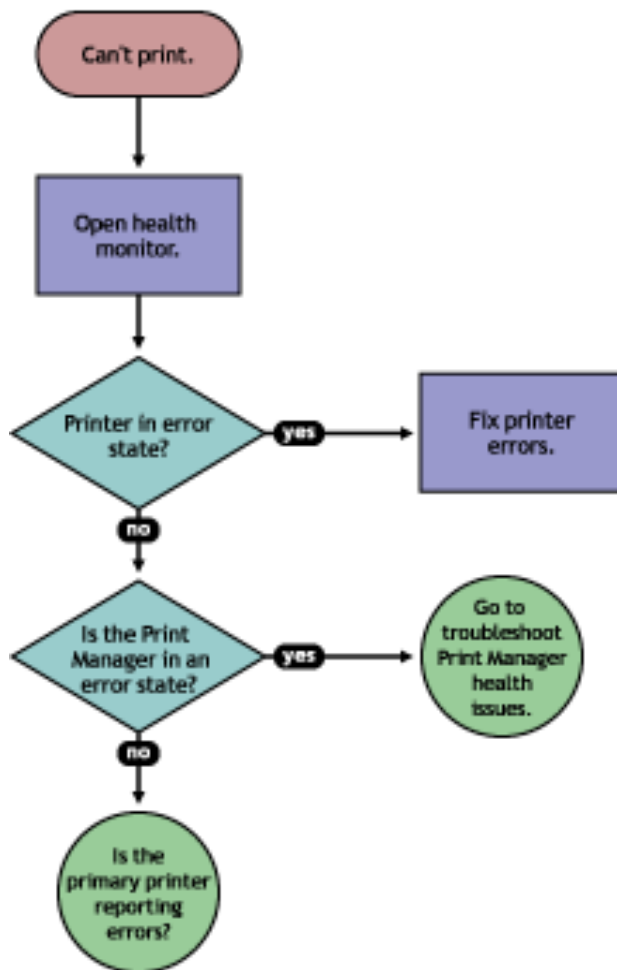 Can't print.
Open health
monitor.
Printer in error
state?
yes
Fix printer
errors.
no
Is the Print
Manager in an
error state?
yes
Go to
troubleshoot
Print Manager
health
issues.
no
Is the
primary printer
reporting
errors?